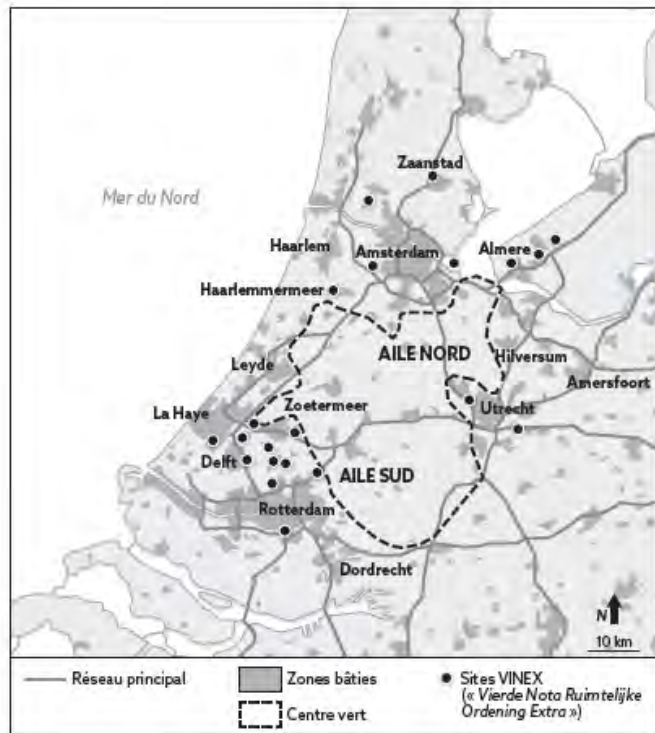 Zaanstad
Mer du Nord
Haarlem
Amsterdam
Almere
Haarlemmermeer
AILE NORD
Hilversum
Leyde
Amersfoort
La Haye
Zoetermeer
Utrecht
Delft
AILE SUD
Rotterdam
Dordrecht
N
10 km
Réseau principal
Zones bâties
Sites VINEX
(« Vierde Nota Ruimtelijke
Ordening Extra »)
Centre vert